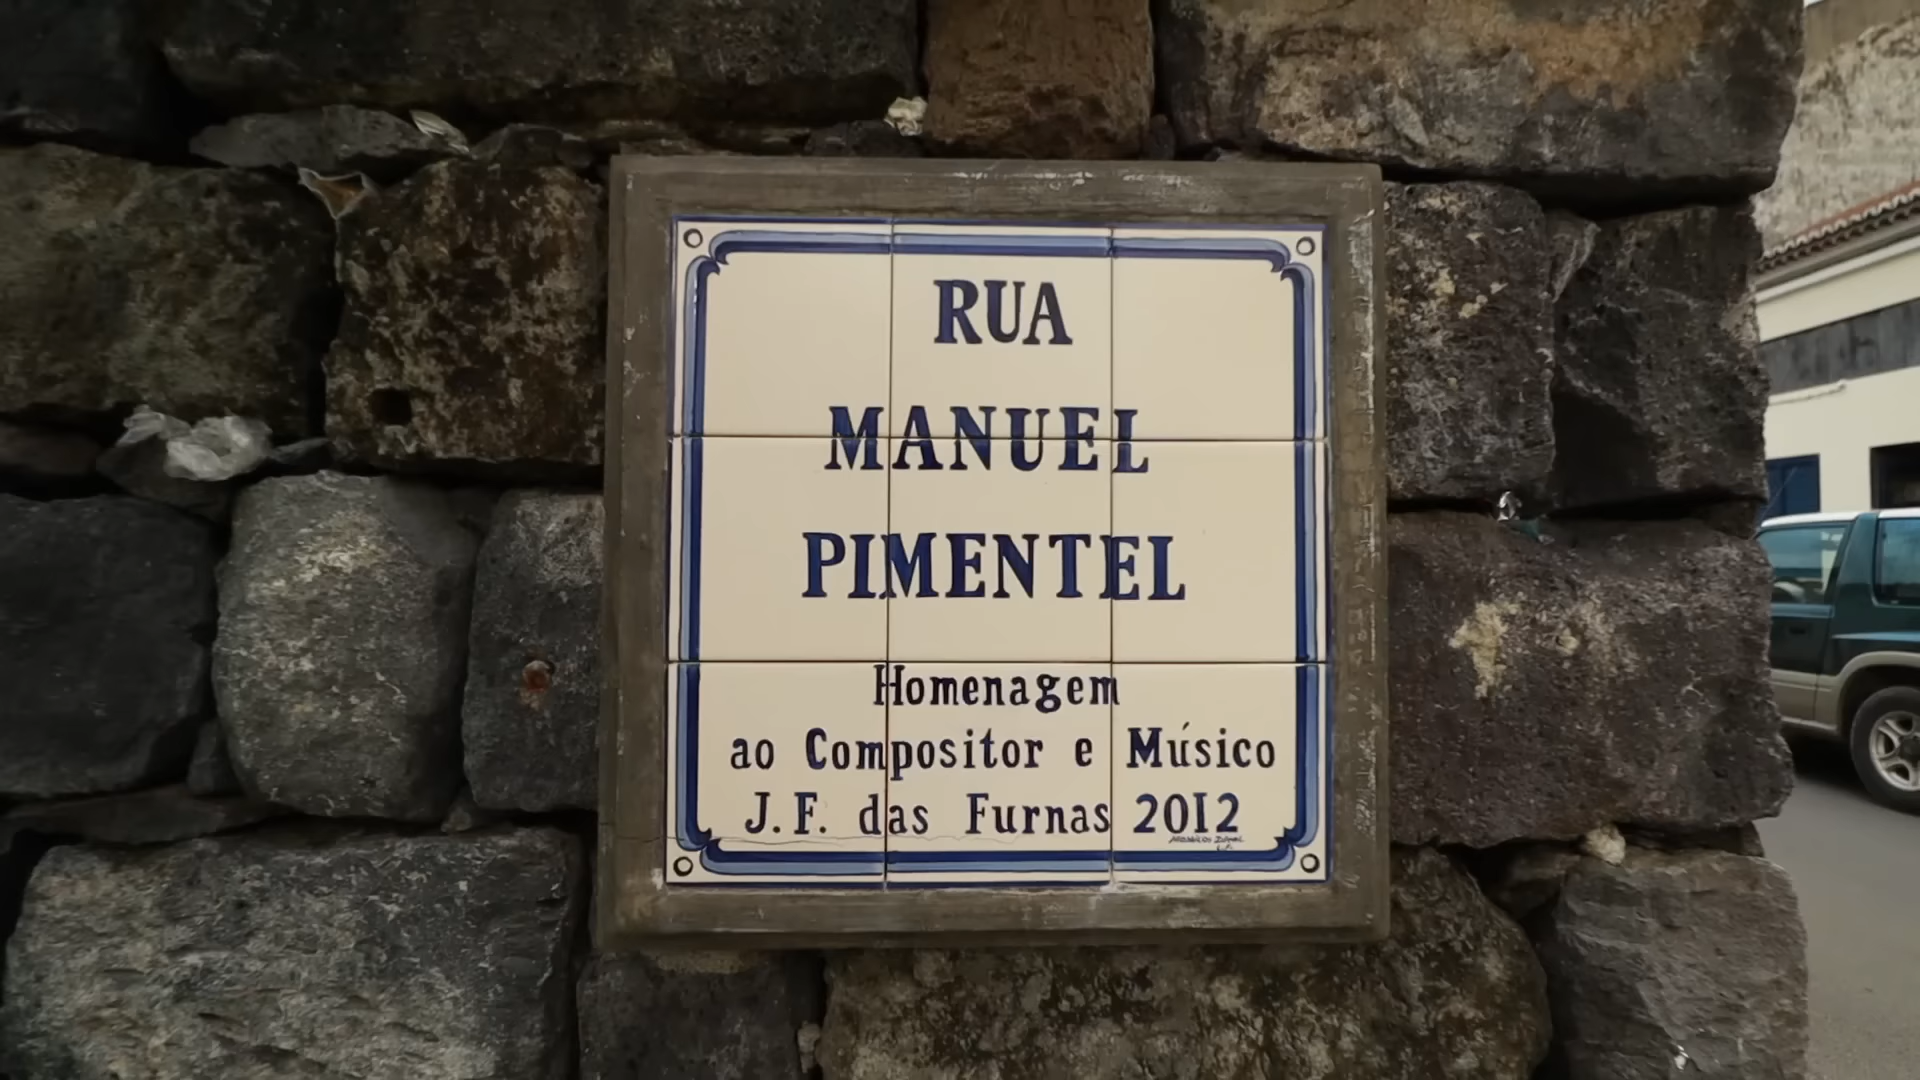 RUA
MANUEL
PIMENTEL
Homenagem
ao Compositor e Músico
J.F. das Furnas 2012